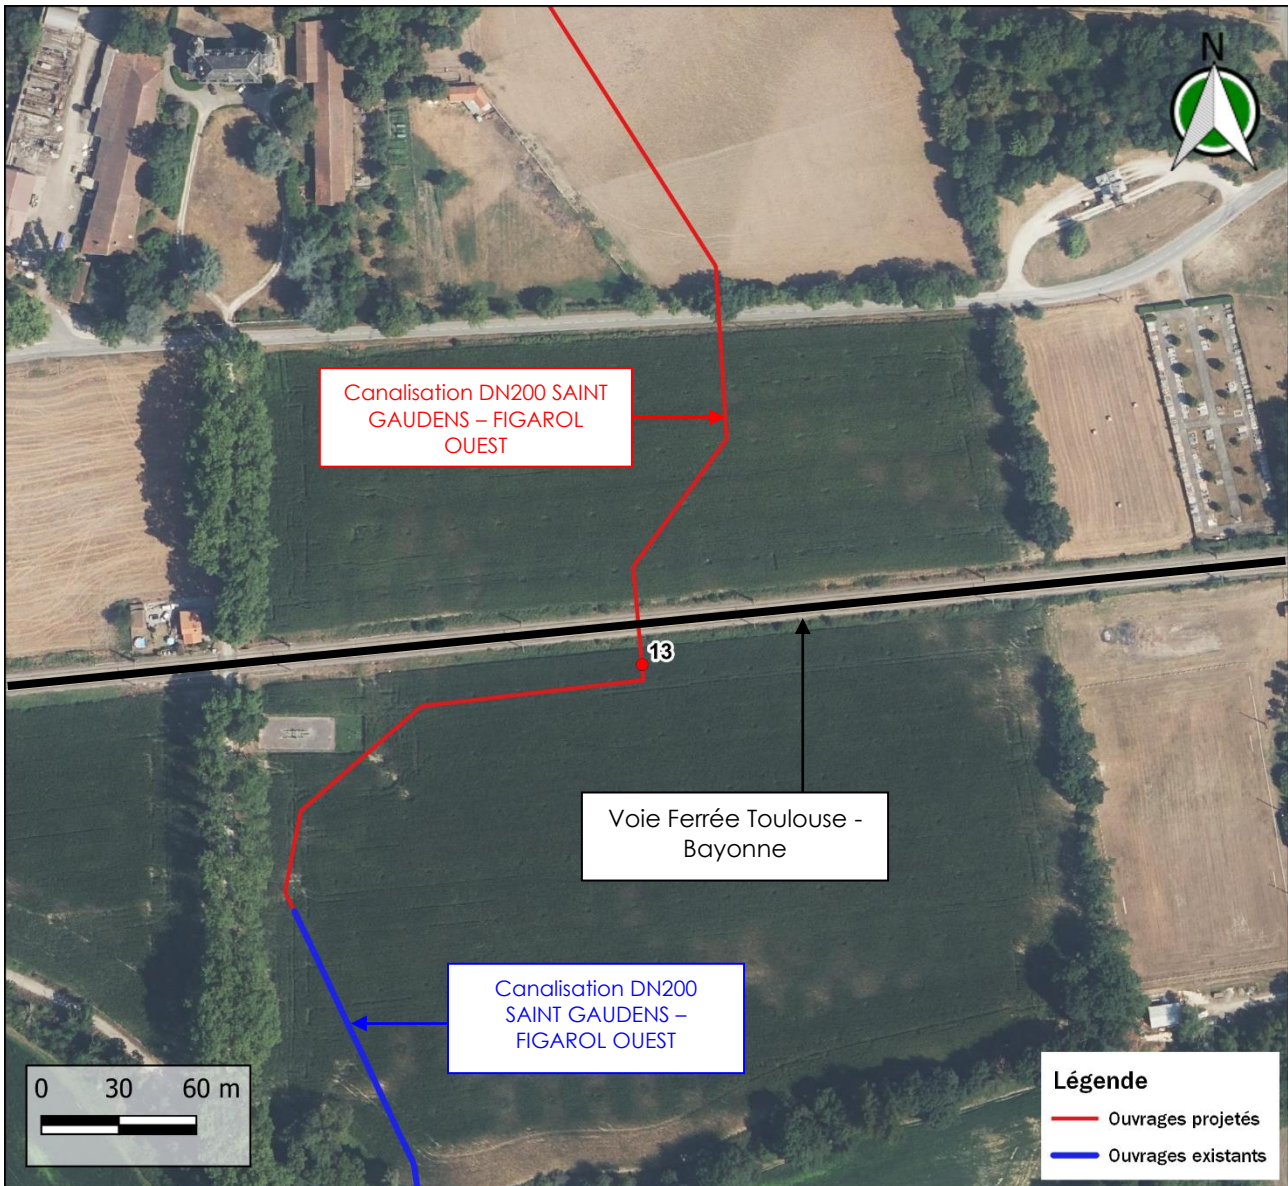 N
Canalisation DN200 SAINT
GAUDENS – FIGAROL
OUEST
13
Voie Ferrée Toulouse -
Bayonne
Canalisation DN200
SAINT GAUDENS –
FIGAROL OUEST
0 30 60 m
Légende
Ouvrages projetés
Ouvrages existants